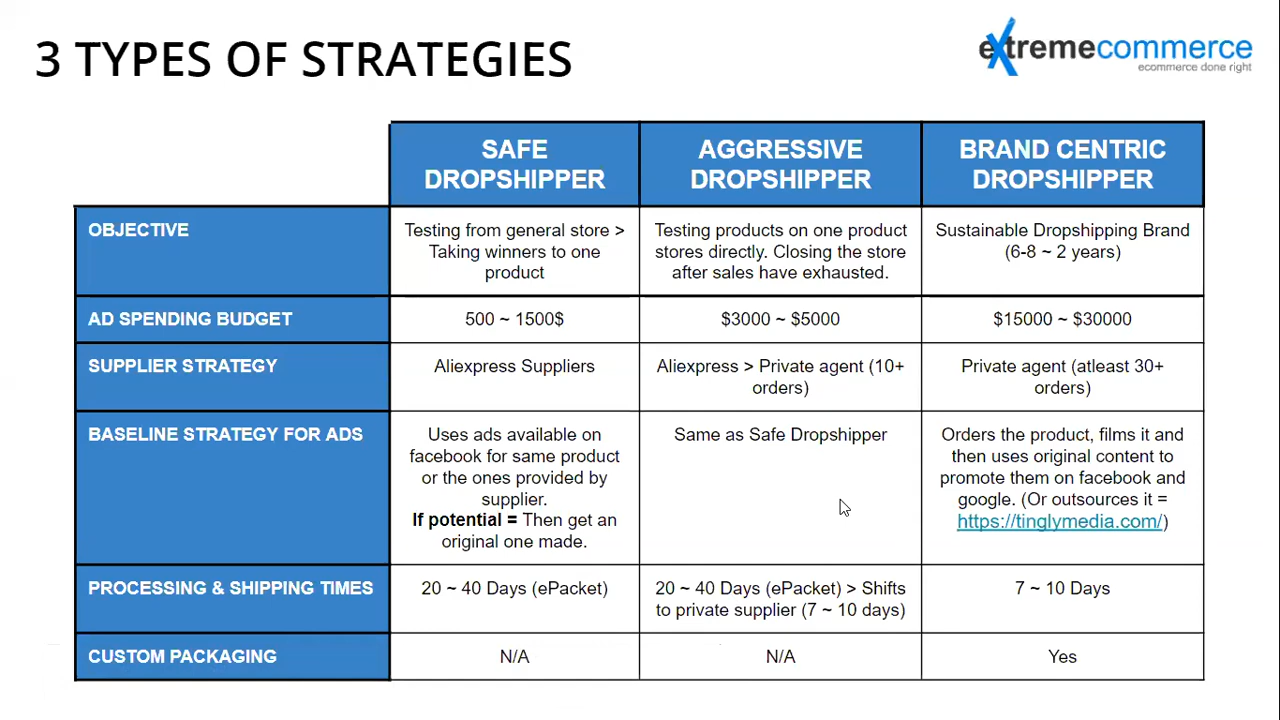 3 TYPES OF STRATEGIES
extremecommerce
ecommerce done right
SAFE
DROPSHIPPER
AGGRESSIVE
DROPSHIPPER
BRAND CENTRIC
DROPSHIPPER
OBJECTIVE
Testing from general store >
Taking winners to one
product
Testing products on one product
stores directly. Closing the store
after sales have exhausted.
Sustainable Dropshipping Brand
(6-8 ~ 2 years)
AD SPENDING BUDGET
500 ~ 1500$
$3000 ~ $5000
$15000 ~ $30000
SUPPLIER STRATEGY
Aliexpress Suppliers
Aliexpress > Private agent (10+
orders)
Private agent (atleast 30+
orders)
BASELINE STRATEGY FOR ADS
Uses ads available on
facebook for same product
or the ones provided by
supplier.
If potential = Then get an
original one made.
Same as Safe Dropshipper
Orders the product, films it and
then uses original content to
promote them on facebook and
google. (Or outsources it =
https://tinglymedia.com/)
PROCESSING & SHIPPING TIMES
20 ~ 40 Days (ePacket)
20 ~ 40 Days (ePacket) > Shifts
to private supplier (7 ~ 10 days)
7 ~ 10 Days
CUSTOM PACKAGING
N/A
N/A
Yes